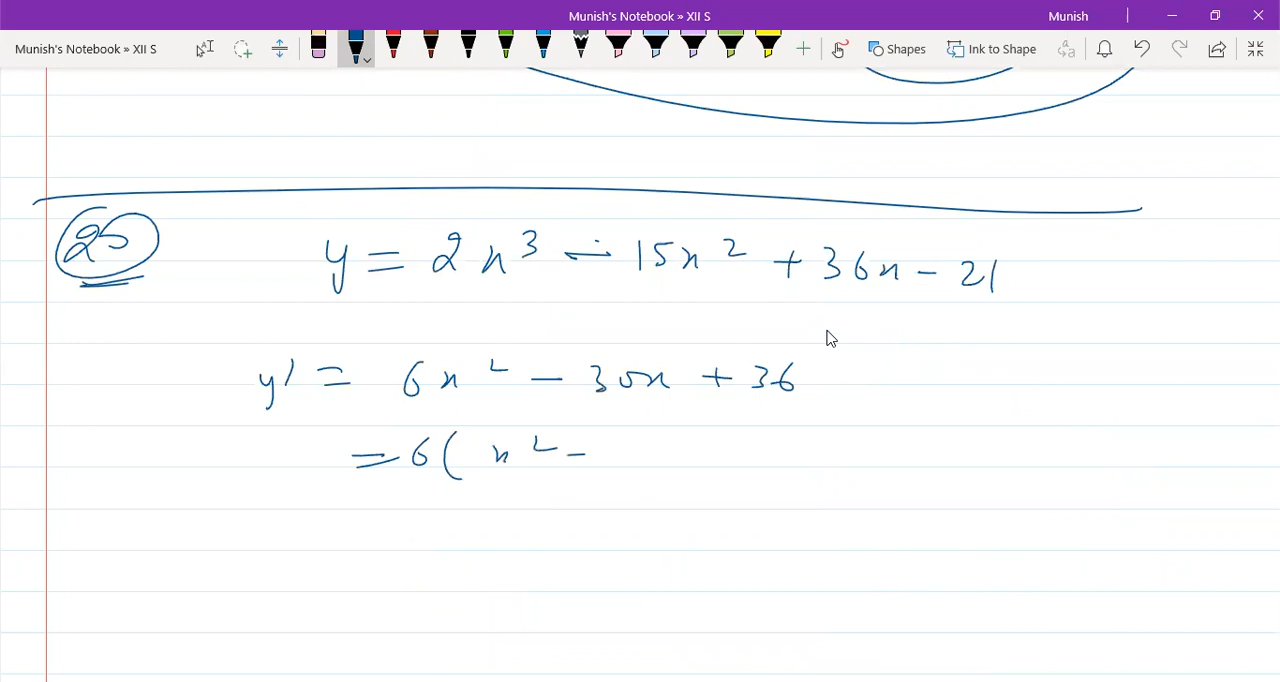 Munish's Notebook » XII S
Munish
Munish's Notebook » XII S
Shapes
Ink to Shape
25
y = 2x³ - 15x² + 36x - 21
y' = 6x² - 30x + 36
= 6( x² -